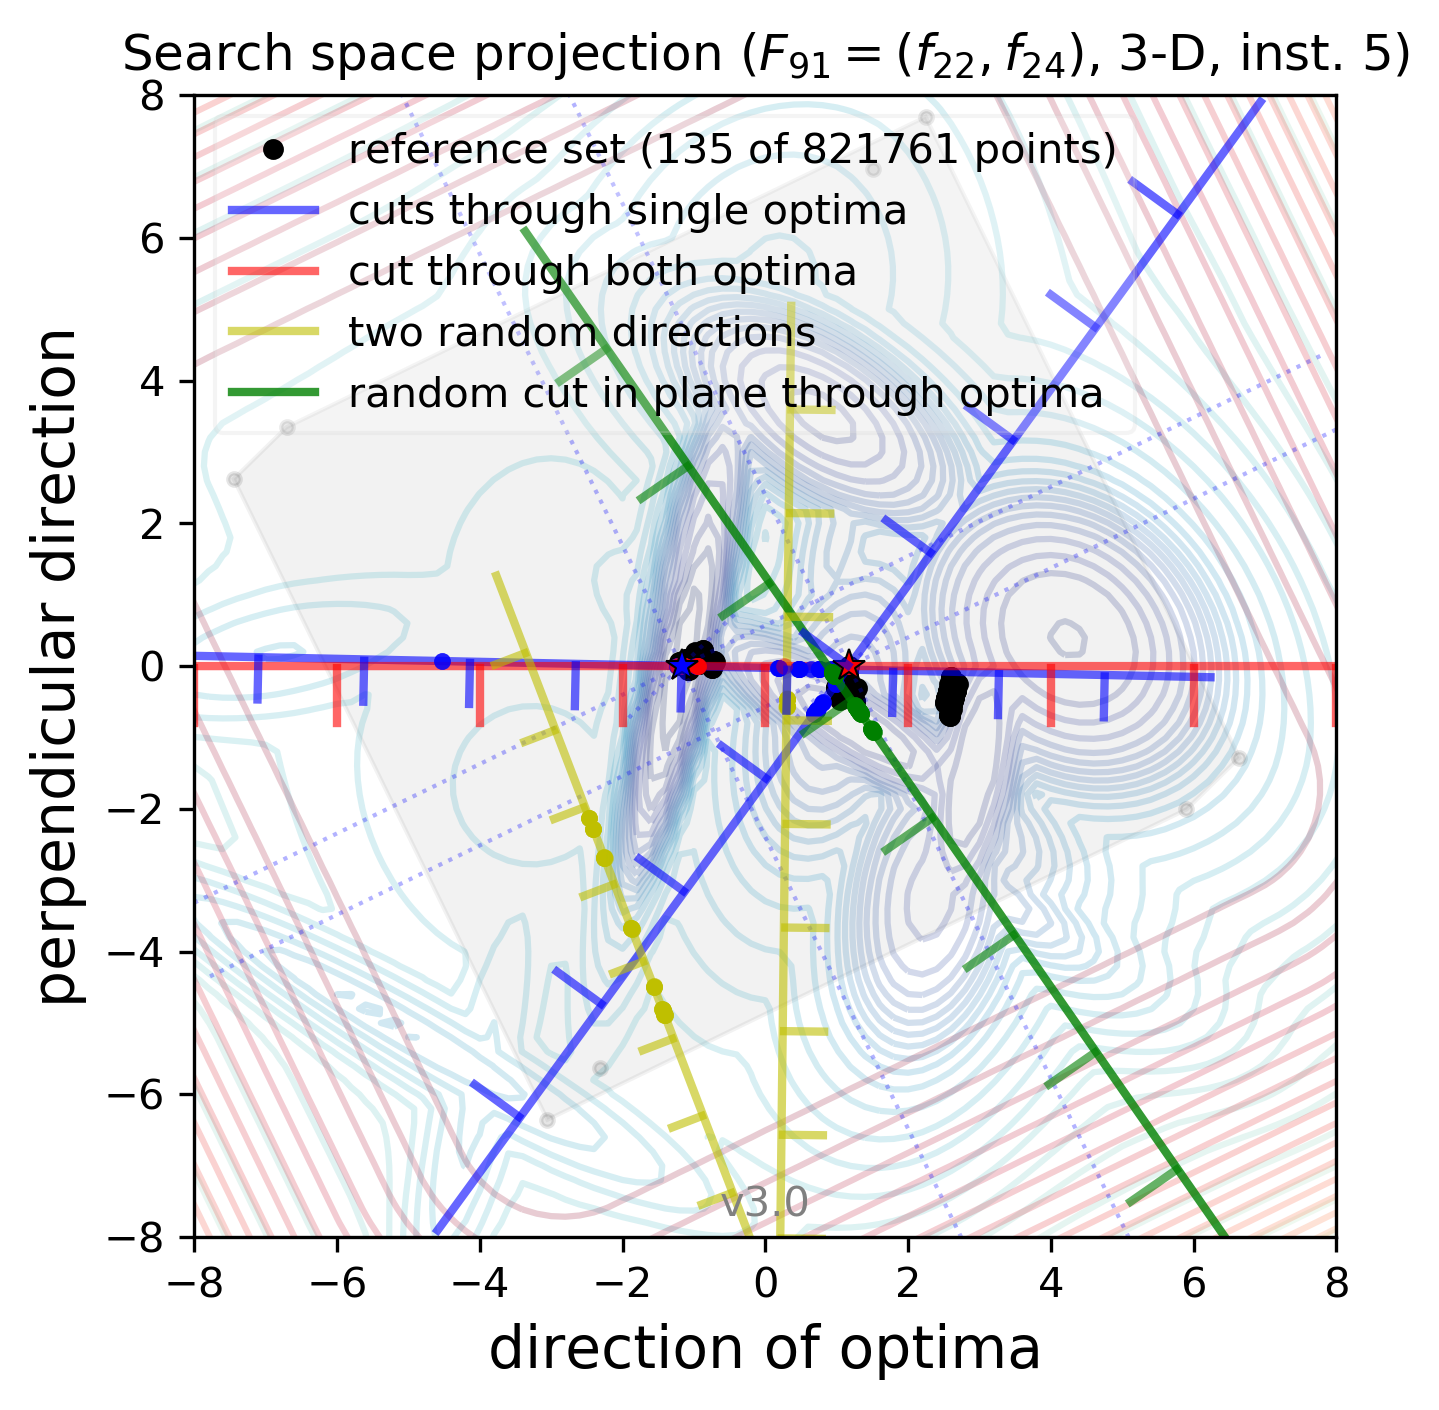 Search space projection (F₉₁ = (f₂₂, f₂₄), 3-D, inst. 5)
reference set (135 of 821761 points)
cuts through single optima
cut through both optima
two random directions
random cut in plane through optima
8
6
4
2
0
−2
−4
−6
−8
perpendicular direction
v3.0
−8 −6 −4 −2 0 2 4 6 8
direction of optima